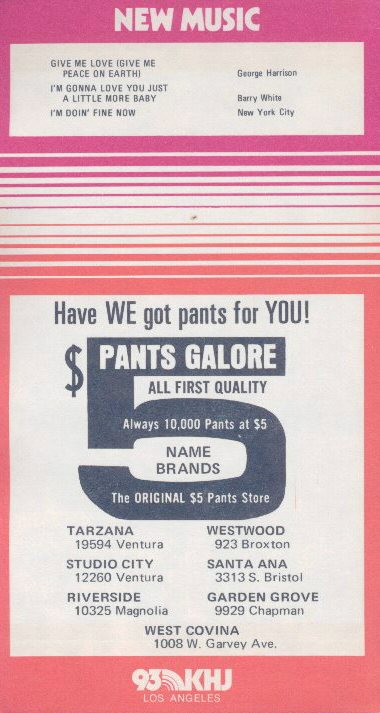 NEW MUSIC
GIVE ME LOVE (GIVE ME
PEACE ON EARTH) George Harrison
I'M GONNA LOVE YOU JUST
A LITTLE MORE BABY Barry White
I'M DOIN' FINE NOW New York City
Have WE got pants for YOU!
$5
PANTS GALORE
ALL FIRST QUALITY
Always 10,000 Pants at $5
NAME
BRANDS
The ORIGINAL $5 Pants Store
TARZANA
19594 Ventura
WESTWOOD
923 Broxton
STUDIO CITY
12260 Ventura
SANTA ANA
3313 S. Bristol
RIVERSIDE
10325 Magnolia
GARDEN GROVE
9929 Chapman
WEST COVINA
1008 W. Garvey Ave.
93 KHJ
LOS ANGELES